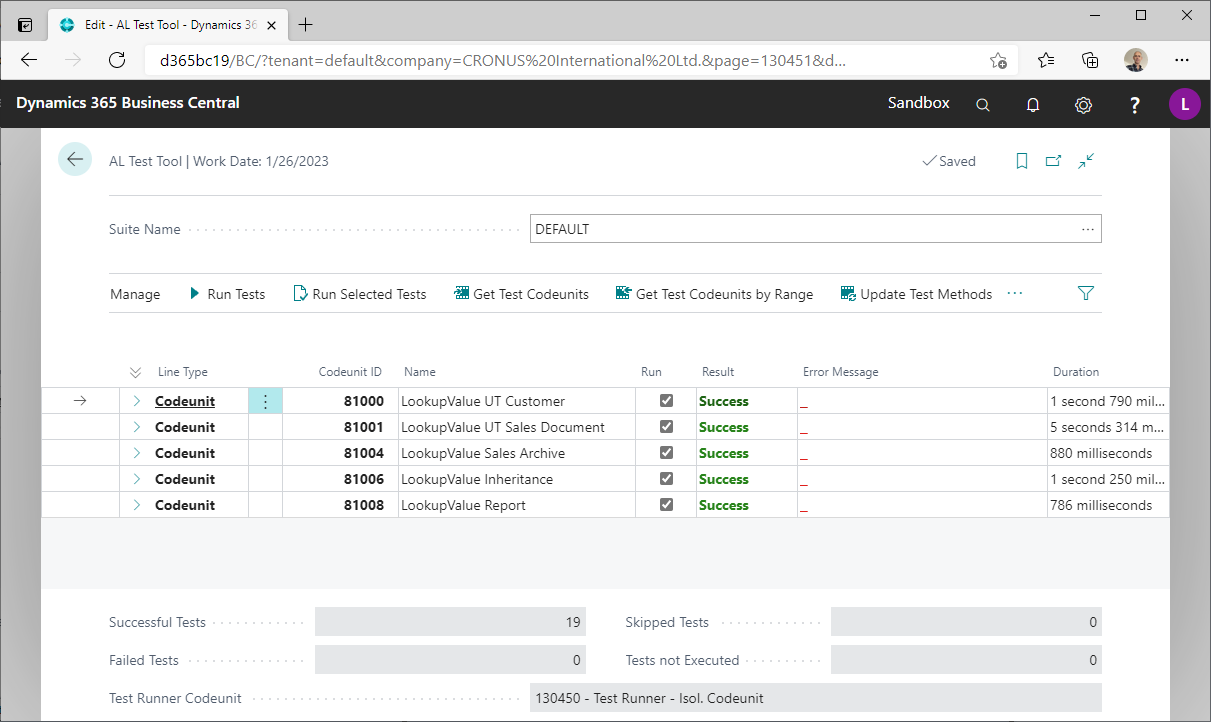 Edit - AL Test Tool - Dynamics 36
d365bc19/BC/?tenant=default&company=CRONUS%20International%20Ltd.&page=130451&d...
Dynamics 365 Business Central
Sandbox
?
L
AL Test Tool | Work Date: 1/26/2023
Saved
Suite Name
DEFAULT
...
Manage Run Tests Run Selected Tests Get Test Codeunits Get Test Codeunits by Range Update Test Methods ...
Line Type Codeunit ID Name Run Result Error Message Duration
Codeunit 81000 LookupValue UT Customer Success _ 1 second 790 mil...
Codeunit 81001 LookupValue UT Sales Document Success _ 5 seconds 314 m...
Codeunit 81004 LookupValue Sales Archive Success _ 880 milliseconds
Codeunit 81006 LookupValue Inheritance Success _ 1 second 250 mil...
Codeunit 81008 LookupValue Report Success _ 786 milliseconds
Successful Tests 19 Skipped Tests 0
Failed Tests 0 Tests not Executed 0
Test Runner Codeunit 130450 - Test Runner - Isol. Codeunit